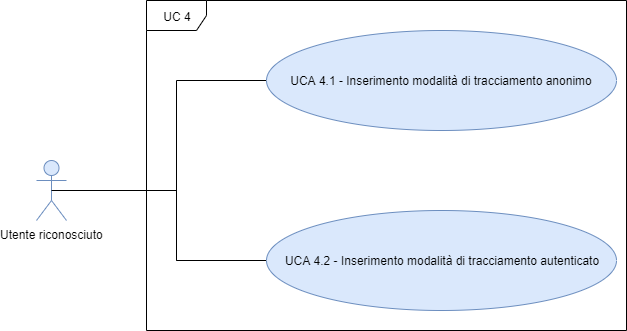 UC 4
UCA 4.1 - Inserimento modalità di tracciamento anonimo
Utente riconosciuto
UCA 4.2 - Inserimento modalità di tracciamento autenticato